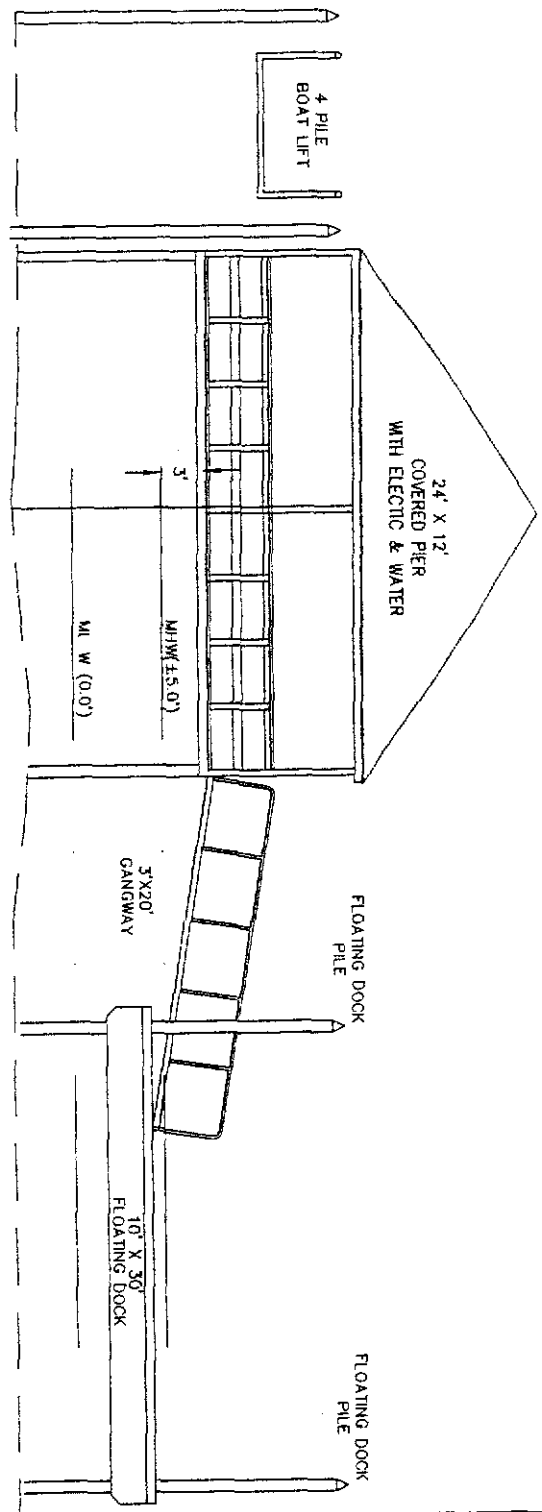 4 PILE
BOAT LIFT
24' X 12'
COVERED PIER
WITH ELECTIC & WATER
3'
MHW(±5.0')
ML W (0.0')
3'X20'
GANGWAY
FLOATING DOCK
PILE
10' X 30'
FLOATING DOCK
FLOATING DOCK
PILE